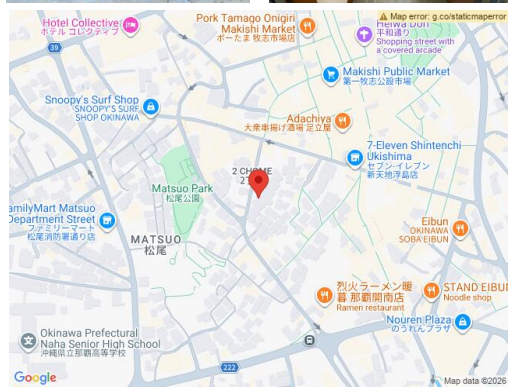 Map error: g.co/staticmaperror
Hotel Collective
ホテル コレクティブ
Pork Tamago Onigiri
Makishi Market
ポーたま 牧志市場店
Heiwa Dori
平和通り
Shopping street with
a covered arcade
39
Makishi Public Market
第一牧志公設市場
Snoopy's Surf Shop
SNOOPY'S SURF
SHOP OKINAWA
Adachiya
大衆串揚げ酒場 足立屋
7-Eleven Shintenchi
Ukishima
セブン-イレブン
新天地浮島店
2 CHOME
Matsuo Park
松尾公園
amilyMart Matsuo
Department Street
ファミリーマート
松尾消防署通り店
MATSUO
松尾
Eibun
OKINAWA
SOBA EIBUN
烈火ラーメン暖
暮 那覇開南店
Ramen restaurant
STAND EIBUN
Noodle shop
Nouren Plaza
のうれんプラザ
Okinawa Prefectural
Naha Senior High School
沖縄県立那覇高等学校
222
Google
Map data ©2026